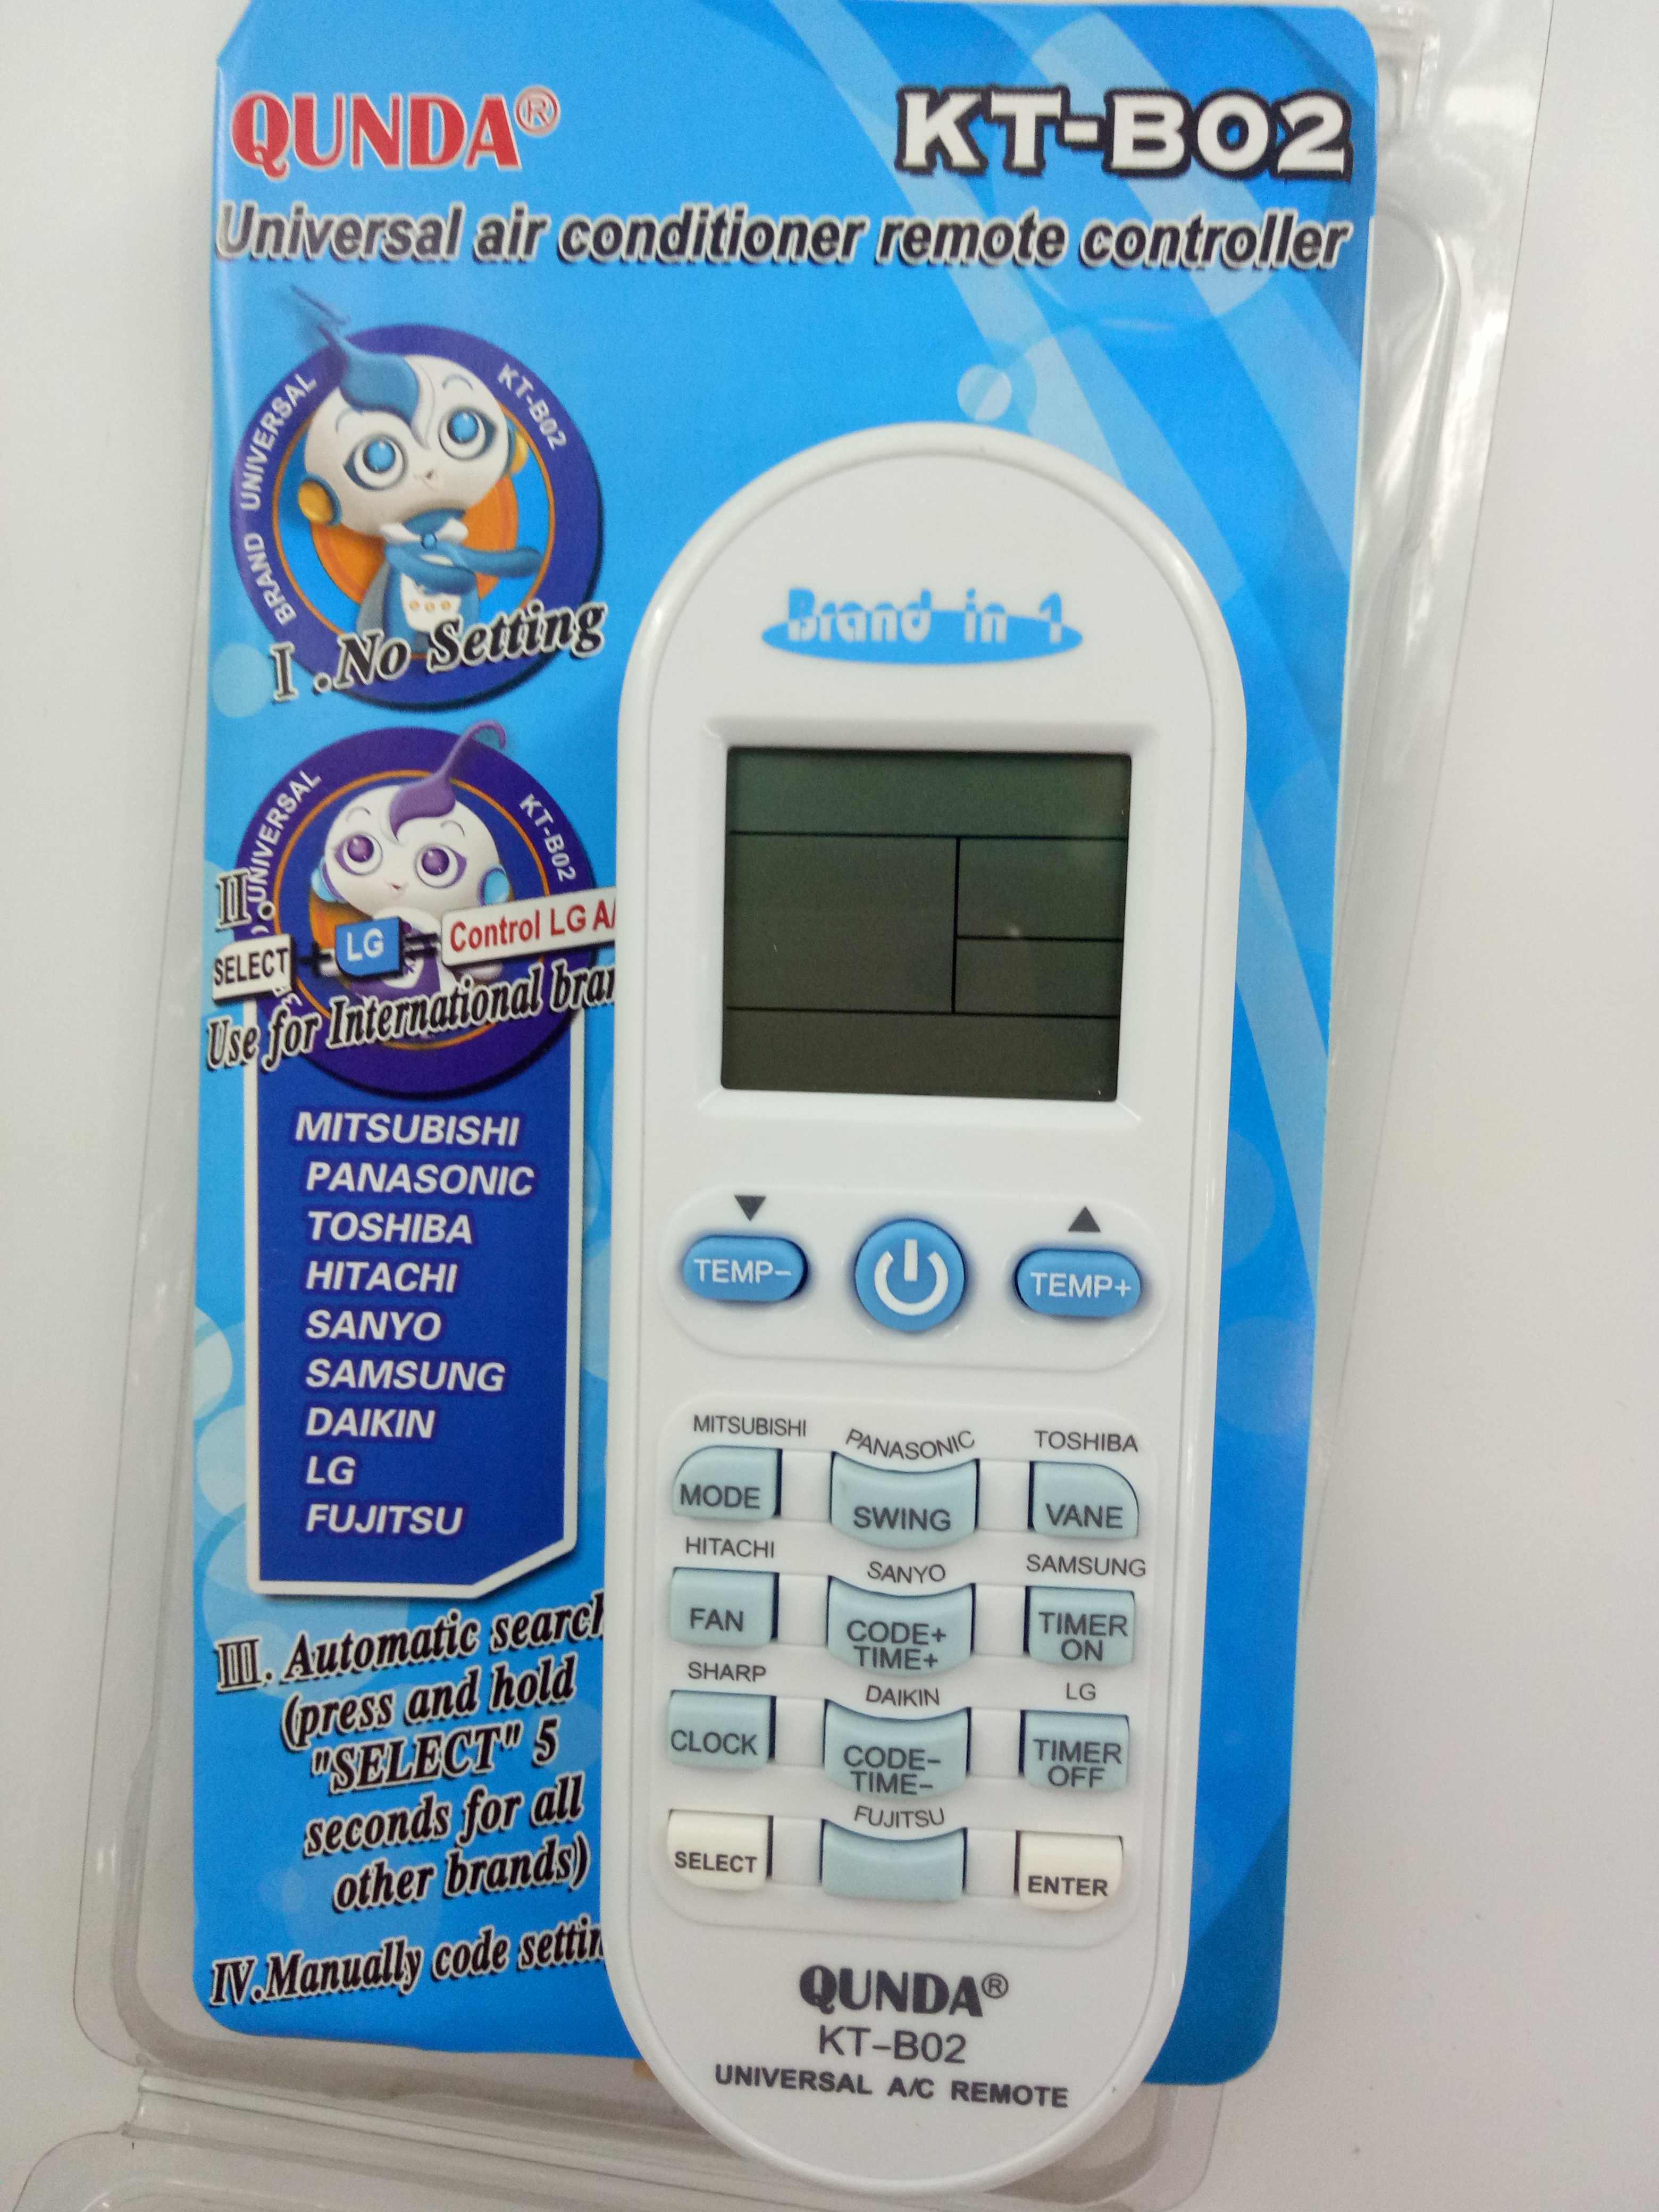 QUNDA®
KT-B02
Universal air conditioner remote controller
BRAND UNIVERSAL KT-B02
I.No Setting
UNIVERSAL KT-B02
II.
SELECT + LG = Control LG A/
Use for International bran
MITSUBISHI
PANASONIC
TOSHIBA
HITACHI
SANYO
SAMSUNG
DAIKIN
LG
FUJITSU
III. Automatic search
(press and hold
"SELECT" 5
seconds for all
other brands)
IV.Manually code settin
Brand in 1
TEMP- TEMP+
MITSUBISHI PANASONIC TOSHIBA
MODE SWING VANE
HITACHI SANYO SAMSUNG
FAN CODE+ TIMER
TIME+ ON
SHARP DAIKIN LG
CLOCK CODE- TIMER
TIME- OFF
FUJITSU
SELECT ENTER
QUNDA®
KT-B02
UNIVERSAL A/C REMOTE